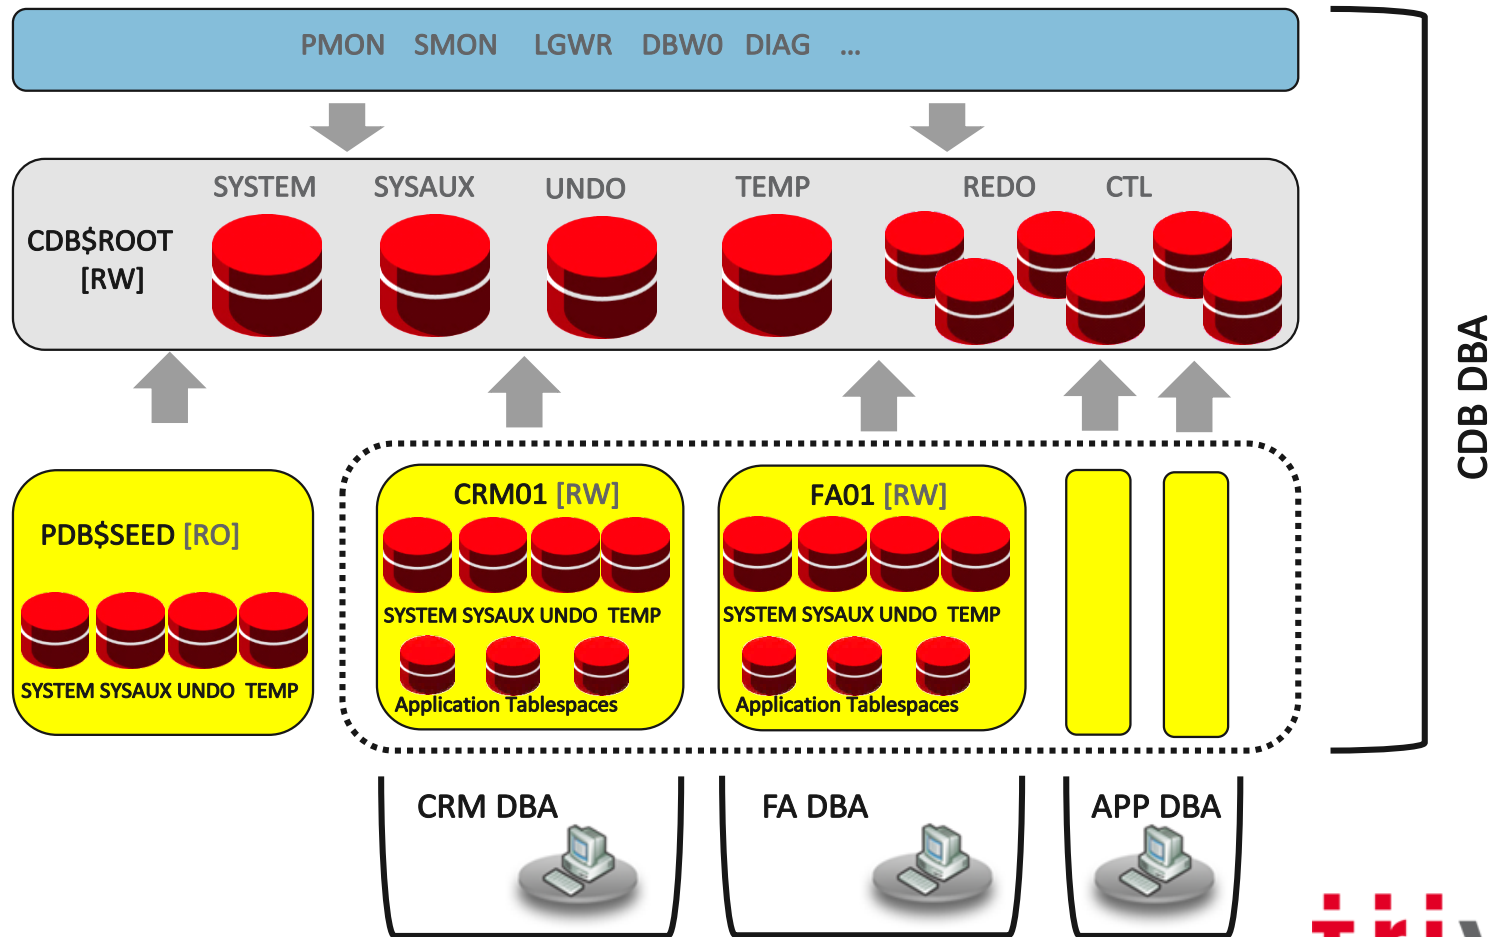 PMON SMON LGWR DBW0 DIAG ...
SYSTEM SYSAUX UNDO TEMP REDO CTL
CDB$ROOT
[RW]
CDB DBA
PDB$SEED [RO]
SYSTEM SYSAUX UNDO TEMP
CRM01 [RW]
SYSTEM SYSAUX UNDO TEMP
Application Tablespaces
FA01 [RW]
SYSTEM SYSAUX UNDO TEMP
Application Tablespaces
CRM DBA
FA DBA
APP DBA